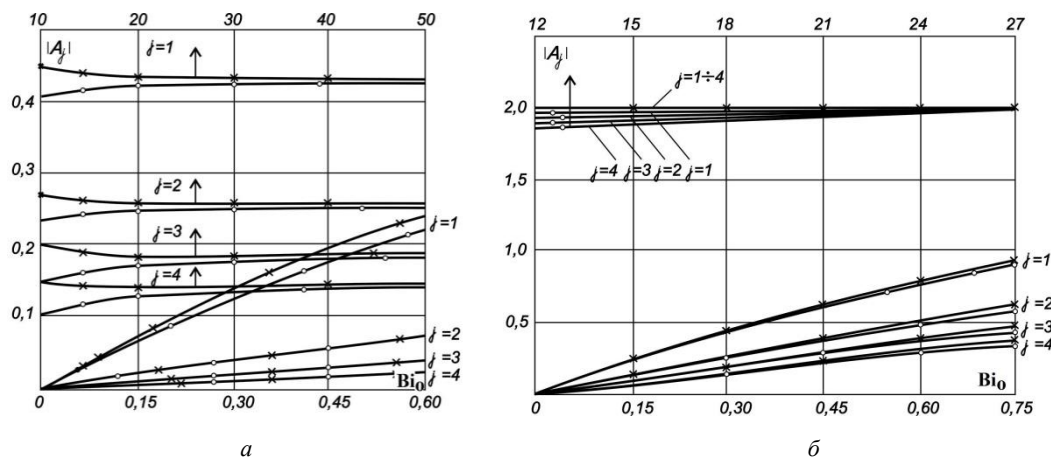 10 20 30 40 50
|Aj|
j=1
0,4
0,3
j=2
j=1
0,2
j=3
j=4
0,1
j=2
j=3
Bi₀ j=4
0 0,15 0,30 0,45 0,60
а
12 15 18 21 24 27
|Aj|
j=1÷4
2,0
j=4 j=3 j=2 j=1
1,5
1,0
j=1
j=2
0,5
j=3
j=4
Bi₀
0 0,15 0,30 0,45 0,60 0,75
б